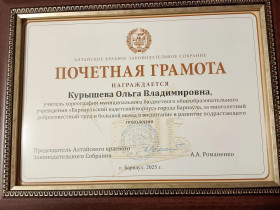 АЛТАЙСКОЕ КРАЕВОЕ ЗАКОНОДАТЕЛЬНОЕ СОБРАНИЕ
ПОЧЕТНАЯ ГРАМОТА
НАГРАЖДАЕТСЯ
Курышева Ольга Владимировна,
учитель хореографии муниципального бюджетного общеобразовательного
учреждения «Барнаульский кадетский корпус» города Барнаула, за многолетний
добросовестный труд и большой вклад в воспитание и развитие подрастающего
поколения
Председатель Алтайского краевого
Законодательного Собрания
А.А. Романенко
г. Барнаул, 2025 г.